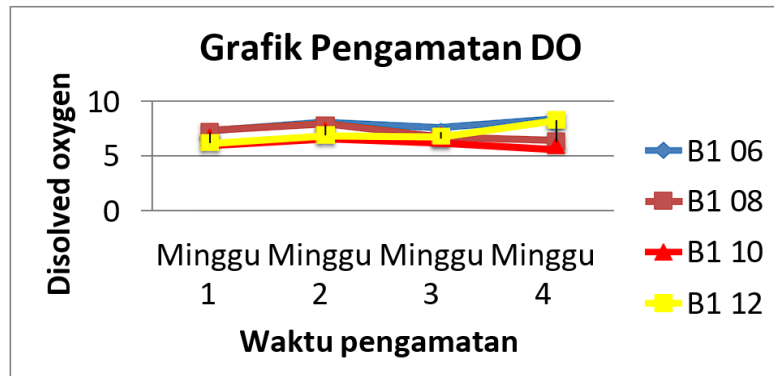 Grafik Pengamatan DO
Disolved oxygen
10
5
0
Minggu 1
Minggu 2
Minggu 3
Minggu 4
Waktu pengamatan
B1 06
B1 08
B1 10
B1 12